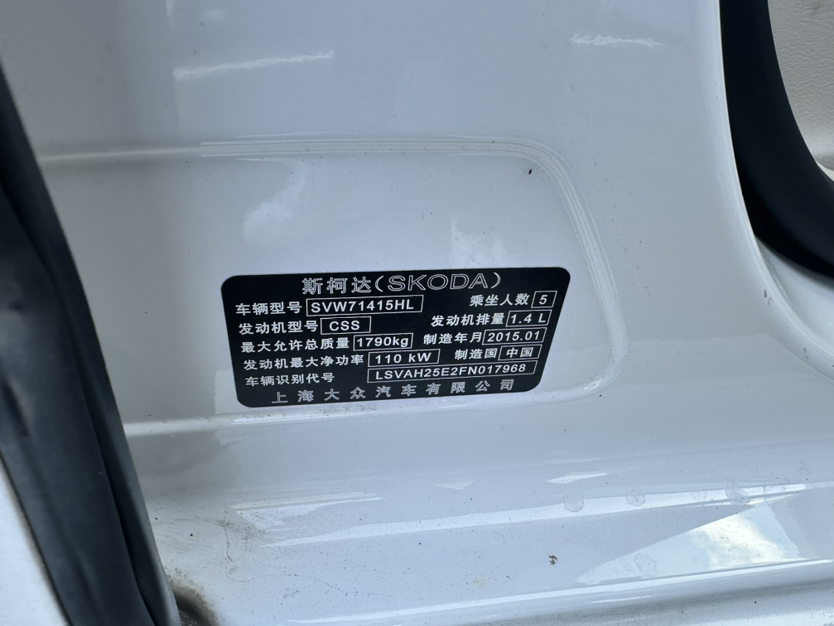 斯柯达(SKODA)
车辆型号 SVW71415HL 乘坐人数 5
发动机型号 CSS 发动机排量 1.4 L
最大允许总质量 1790kg 制造年月 2015.01
发动机最大净功率 110 kW 制造国 中国
车辆识别代号 LSVAH25E2FN017968
上海大众汽车有限公司